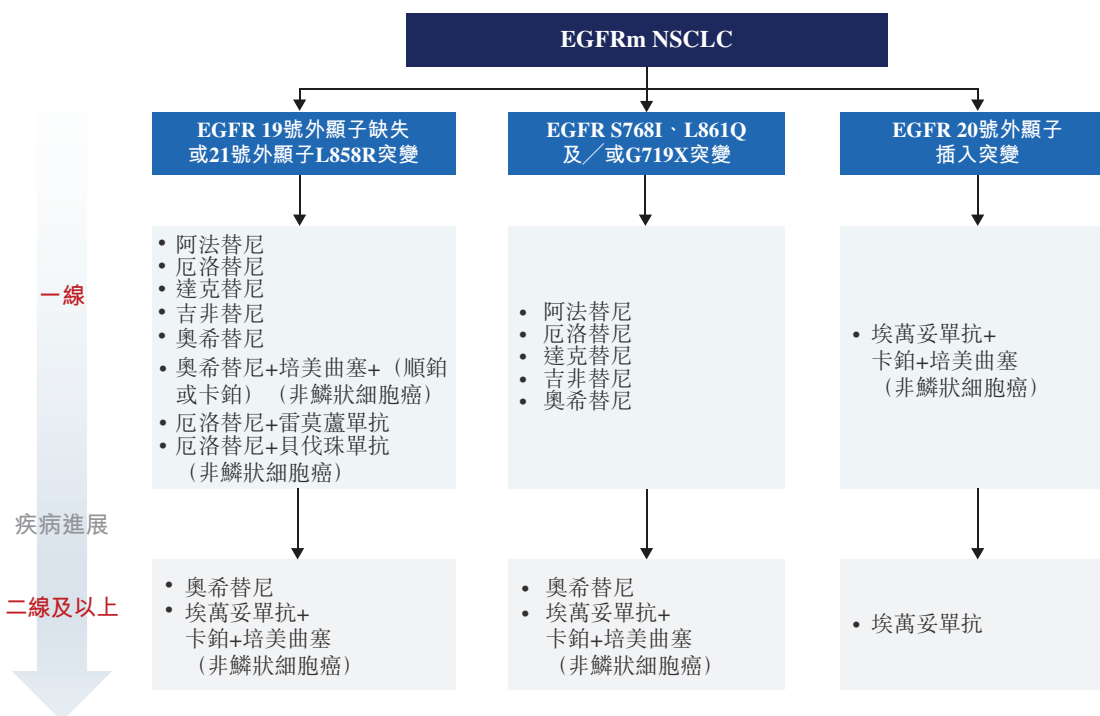 EGFRm NSCLC
EGFR 19號外顯子缺失
或21號外顯子L858R突變
EGFR S768I、L861Q
及／或G719X突變
EGFR 20號外顯子
插入突變
一線
• 阿法替尼
• 厄洛替尼
• 達克替尼
• 吉非替尼
• 奧希替尼
• 奧希替尼+培美曲塞+（順鉑
或卡鉑）（非鱗狀細胞癌）
• 厄洛替尼+雷莫蘆單抗
• 厄洛替尼+貝伐珠單抗
（非鱗狀細胞癌）
• 阿法替尼
• 厄洛替尼
• 達克替尼
• 吉非替尼
• 奧希替尼
• 埃萬妥單抗+
卡鉑+培美曲塞
（非鱗狀細胞癌）
疾病進展
二線及以上
• 奧希替尼
• 埃萬妥單抗+
卡鉑+培美曲塞
（非鱗狀細胞癌）
• 奧希替尼
• 埃萬妥單抗+
卡鉑+培美曲塞
（非鱗狀細胞癌）
• 埃萬妥單抗